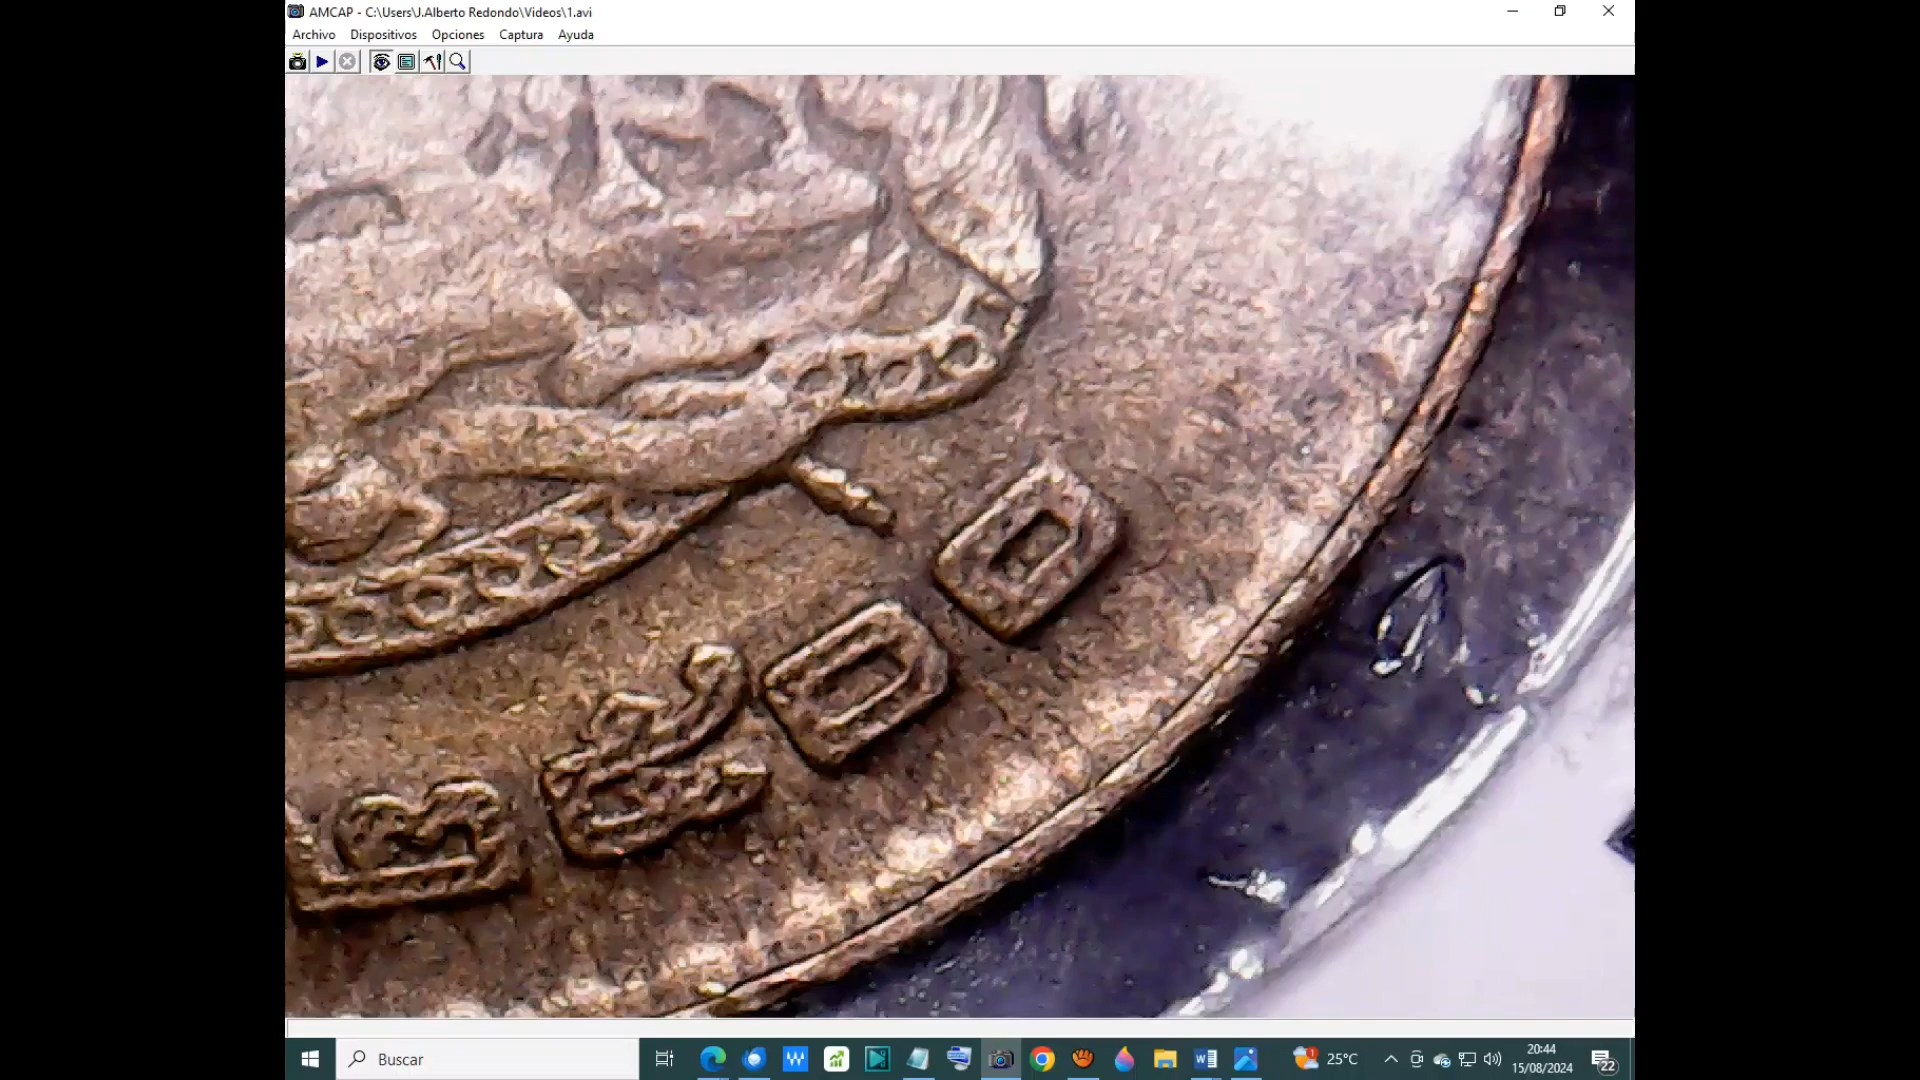 AMCAP - C:\Users\J.Alberto Redondo\Videos\1.avi
Archivo Dispositivos Opciones Captura Ayuda
Buscar
25°C
20:44
15/08/2024
22